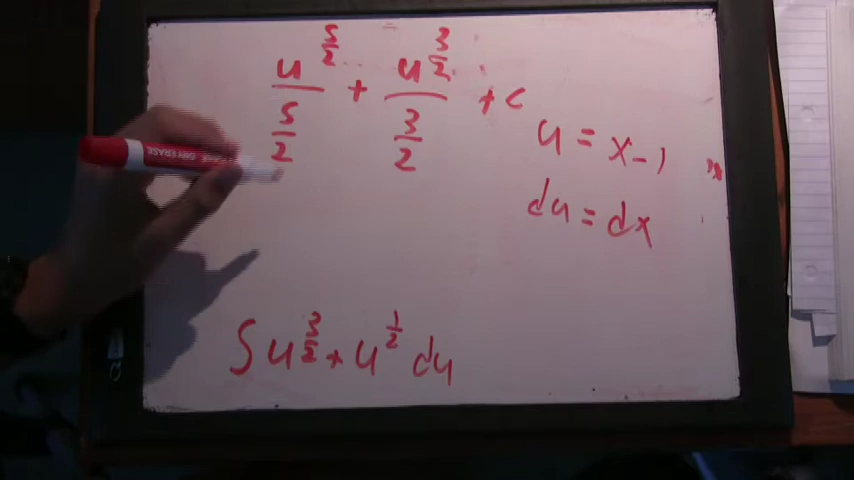 u^(5/2) / (5/2) + u^(3/2) / (3/2) + c
u = x - 1
du = dx
∫ u^(3/2) + u^(1/2) du
DRY ERASE